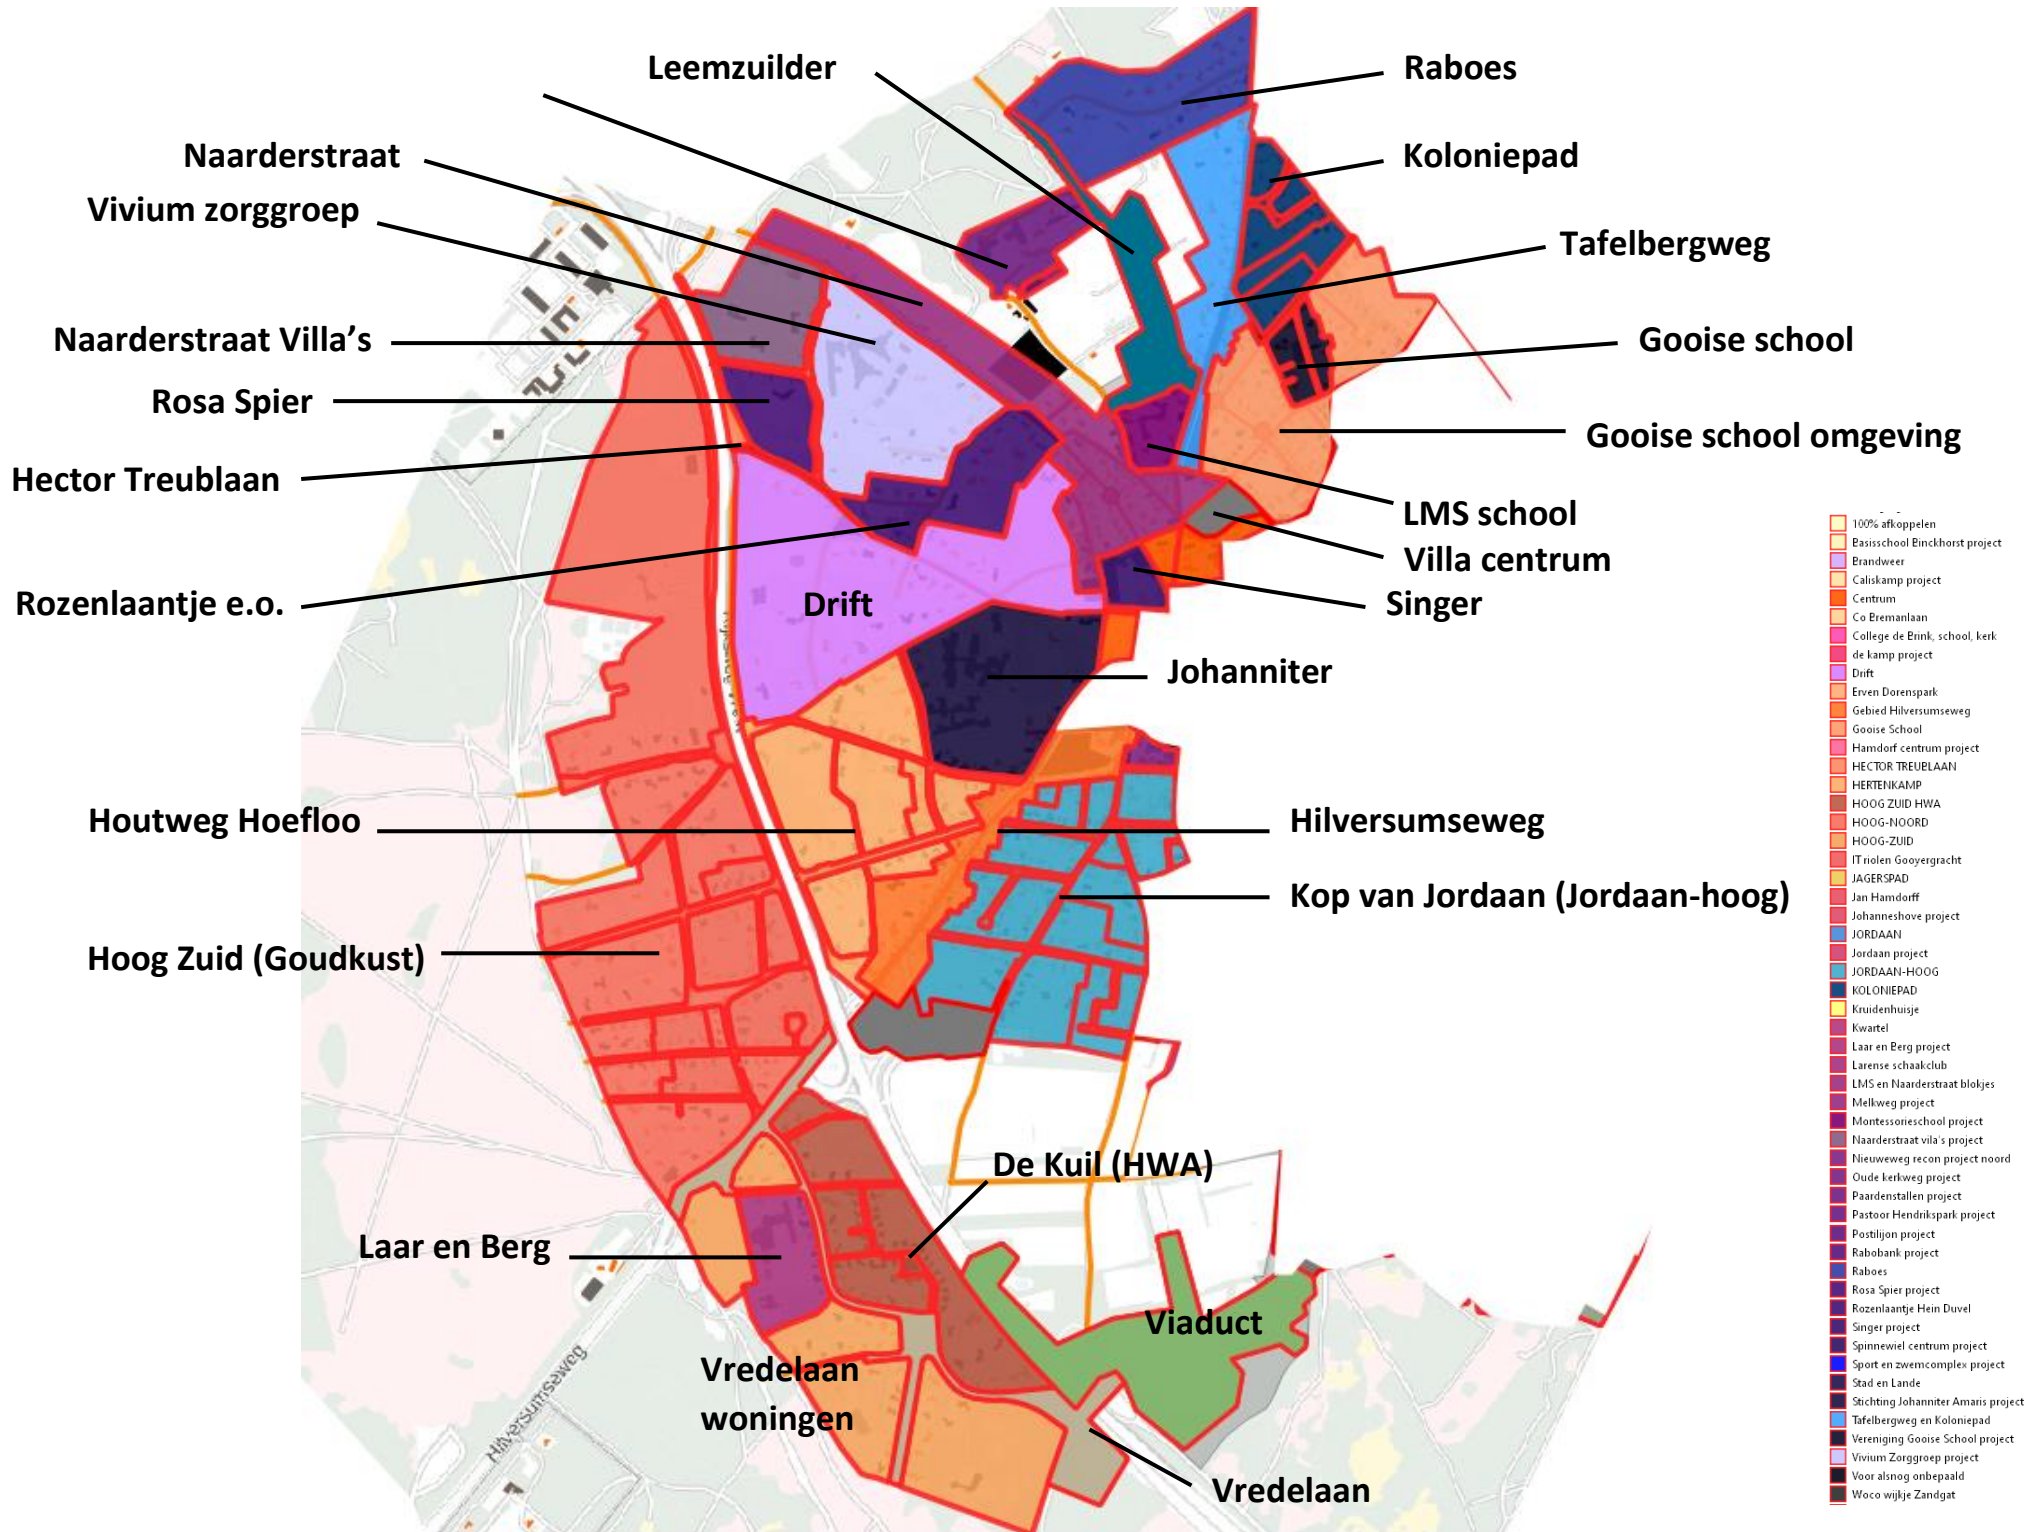 Leemzuilder
Raboes
Naarderstraat
Koloniepad
Vivium zorggroep
Tafelbergweg
Naarderstraat Villa’s
Gooise school
Rosa Spier
Gooise school omgeving
Hector Treublaan
LMS school
Villa centrum
Rozenlaantje e.o.
Drift
Singer
Johanniter
Houtweg Hoefloo
Hilversumseweg
Kop van Jordaan (Jordaan-hoog)
Hoog Zuid (Goudkust)
De Kuil (HWA)
Laar en Berg
Viaduct
Vredelaan
woningen
Vredelaan
Hilversumseweg
100% afkoppelen
Basisschool Binckhorst project
Brandweer
Caliskamp project
Centrum
Co Bremanlaan
College de Brink, school, kerk
de kamp project
Drift
Erven Dorenspark
Gebied Hilversumseweg
Gooise School
Hamdorf centrum project
HECTOR TREUBLAAN
HERTENKAMP
HOOG ZUID HWA
HOOG-NOORD
HOOG-ZUID
IT riolen Gooyergracht
JAGERSPAD
Jan Hamdorff
Johanneshove project
JORDAAN
Jordaan project
JORDAAN-HOOG
KOLONIEPAD
Kruidenhuisje
Kwartel
Laar en Berg project
Larense schaakclub
LMS en Naarderstraat blokjes
Melkweg project
Montessorieschool project
Naarderstraat vila's project
Nieuweweg recon project noord
Oude kerkweg project
Paardenstallen project
Pastoor Hendrikspark project
Postilijon project
Rabobank project
Raboes
Rosa Spier project
Rozenlaantje Hein Duvel
Singer project
Spinnewiel centrum project
Sport en zwemcomplex project
Stad en Lande
Stichting Johanniter Amaris project
Tafelbergweg en Koloniepad
Vereniging Gooise School project
Vivium Zorggroep project
Voor alsnog onbepaald
Woco wijkje Zandgat